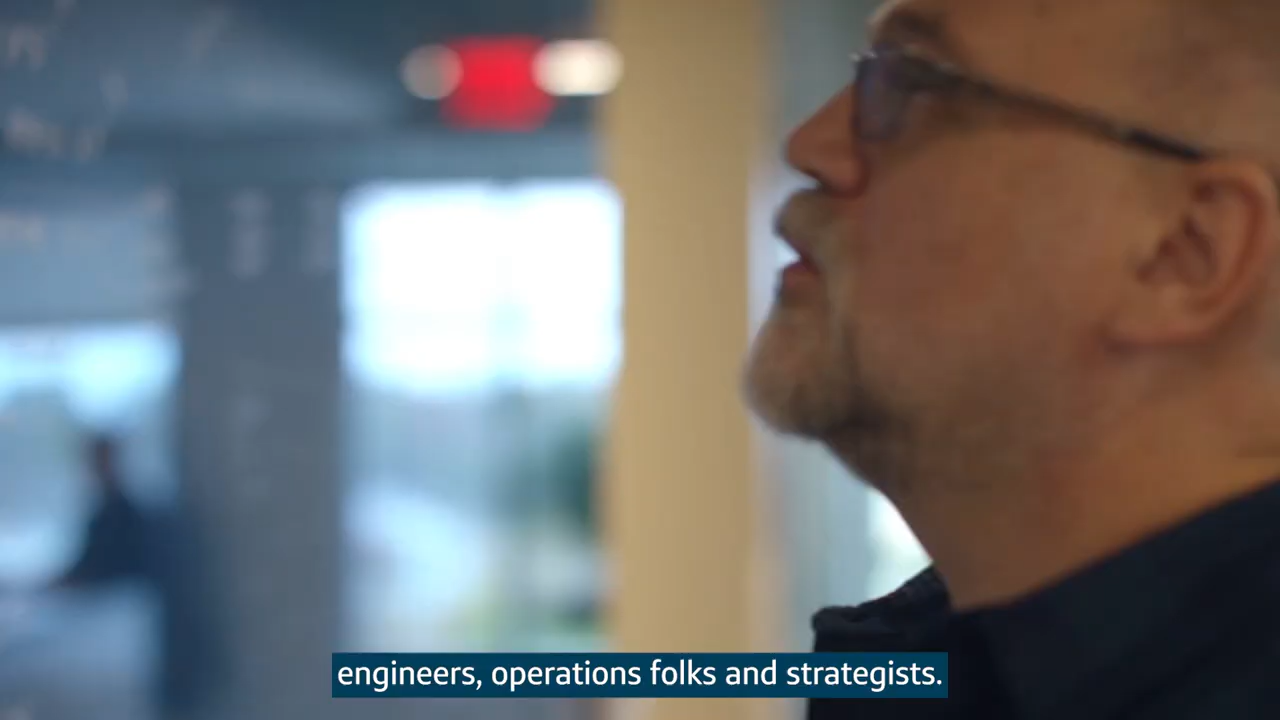 engineers, operations folks and strategists.